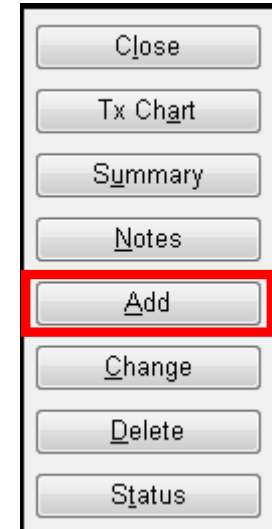 Close
Tx Chart
Summary
Notes
Add
Change
Delete
Status